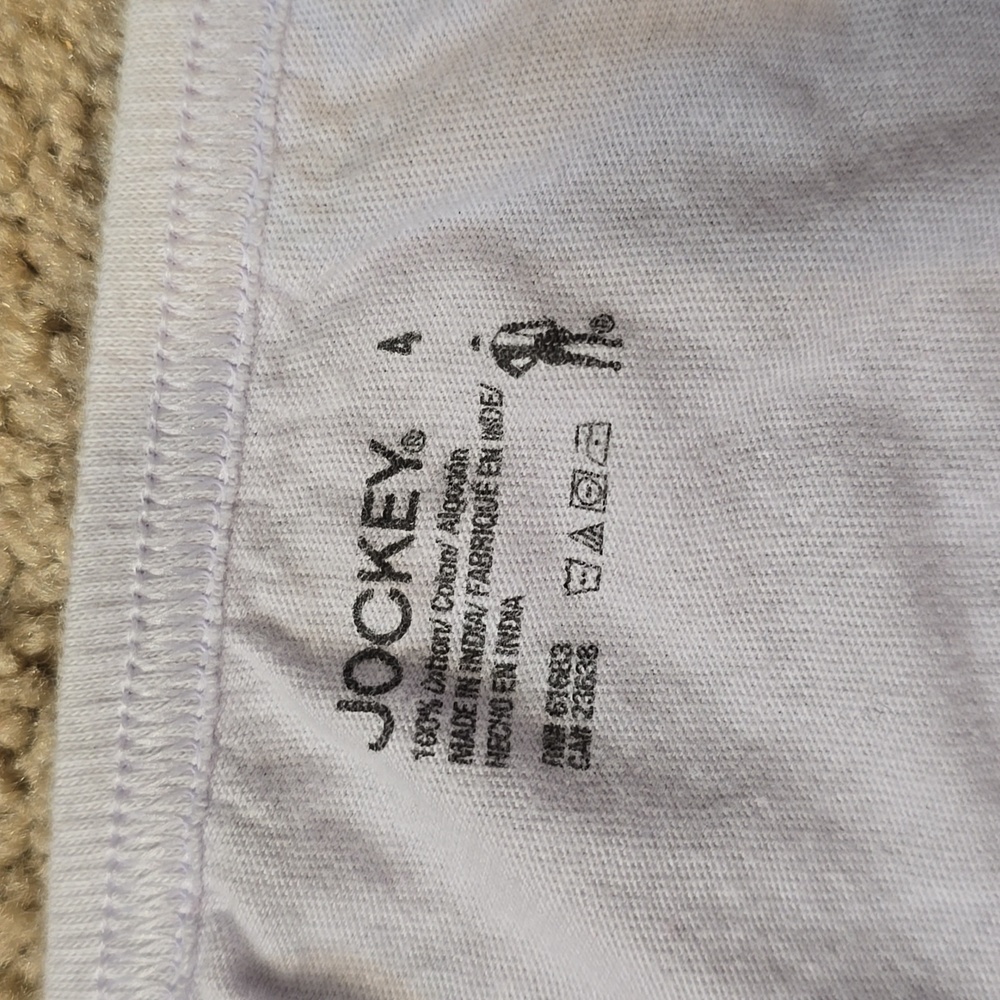 JOCKEY® 4
100% Cotton/ Coton/ Algodón
MADE IN INDIA/ FABRIQUÉ EN INDE/
HECHO EN INDIA
RN# 61683
CA# 23638